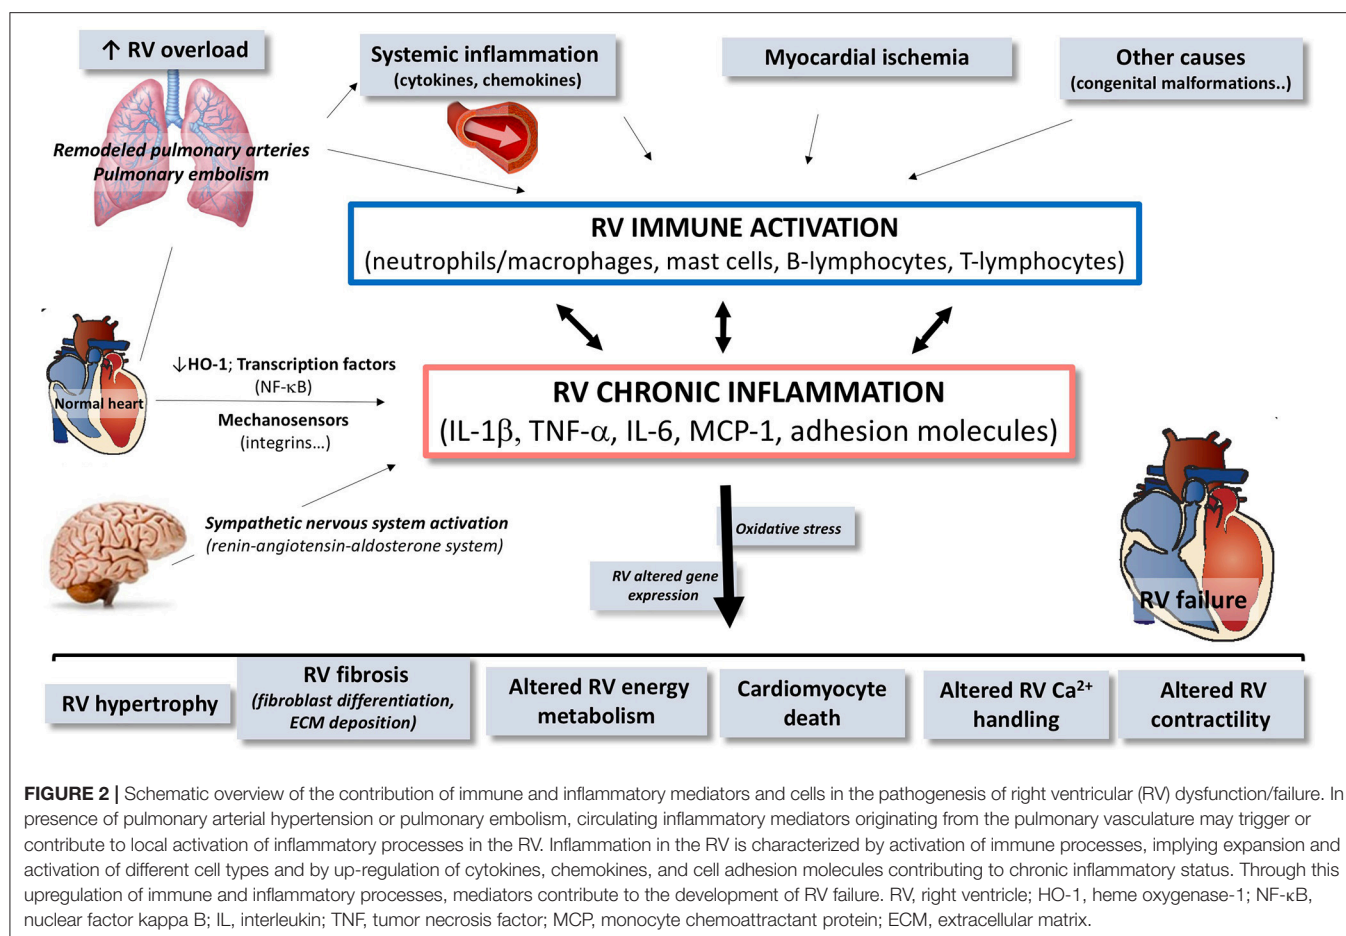 ↑ RV overload
Systemic inflammation
(cytokines, chemokines)
Myocardial ischemia
Other causes
(congenital malformations..)
Remodeled pulmonary arteries
Pulmonary embolism
RV IMMUNE ACTIVATION
(neutrophils/macrophages, mast cells, B-lymphocytes, T-lymphocytes)
Normal heart
↓HO-1; Transcription factors
(NF-κB)
Mechanosensors
(integrins...)
RV CHRONIC INFLAMMATION
(IL-1β, TNF-α, IL-6, MCP-1, adhesion molecules)
Sympathetic nervous system activation
(renin-angiotensin-aldosterone system)
Oxidative stress
RV altered gene
expression
RV failure
RV hypertrophy
RV fibrosis
(fibroblast differentiation,
ECM deposition)
Altered RV energy
metabolism
Cardiomyocyte
death
Altered RV Ca²⁺
handling
Altered RV
contractility
FIGURE 2 | Schematic overview of the contribution of immune and inflammatory mediators and cells in the pathogenesis of right ventricular (RV) dysfunction/failure. In
presence of pulmonary arterial hypertension or pulmonary embolism, circulating inflammatory mediators originating from the pulmonary vasculature may trigger or
contribute to local activation of inflammatory processes in the RV. Inflammation in the RV is characterized by activation of immune processes, implying expansion and
activation of different cell types and by up-regulation of cytokines, chemokines, and cell adhesion molecules contributing to chronic inflammatory status. Through this
upregulation of immune and inflammatory processes, mediators contribute to the development of RV failure. RV, right ventricle; HO-1, heme oxygenase-1; NF-κB,
nuclear factor kappa B; IL, interleukin; TNF, tumor necrosis factor; MCP, monocyte chemoattractant protein; ECM, extracellular matrix.